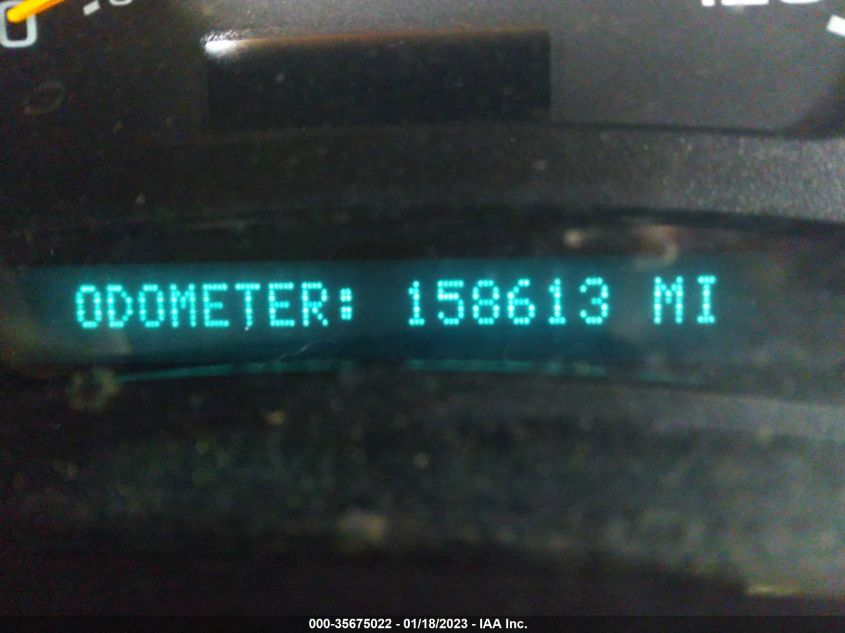 ODOMETER: 158613 MI
000-35675022 - 01/18/2023 - IAA Inc.